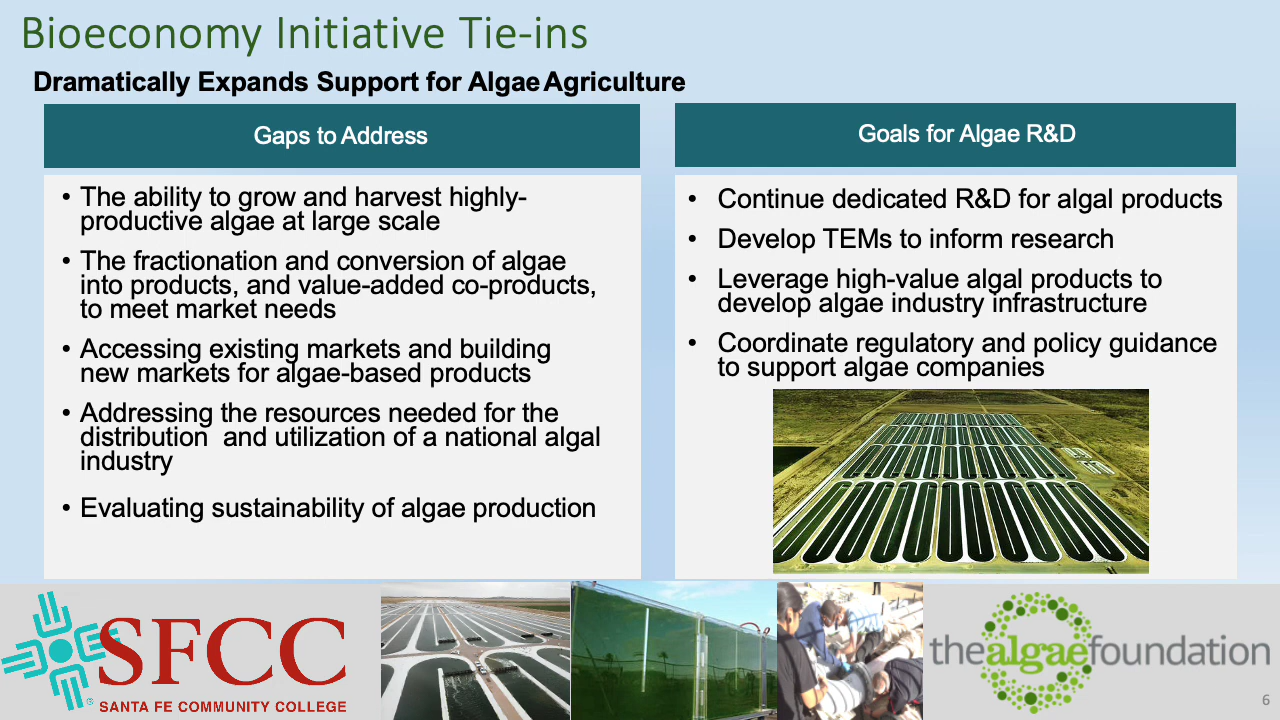 Bioeconomy Initiative Tie-ins
Dramatically Expands Support for Algae Agriculture
Gaps to Address
• The ability to grow and harvest highly-
productive algae at large scale
• The fractionation and conversion of algae
into products, and value-added co-products,
to meet market needs
• Accessing existing markets and building
new markets for algae-based products
• Addressing the resources needed for the
distribution and utilization of a national algal
industry
• Evaluating sustainability of algae production
Goals for Algae R&D
• Continue dedicated R&D for algal products
• Develop TEMs to inform research
• Leverage high-value algal products to
develop algae industry infrastructure
• Coordinate regulatory and policy guidance
to support algae companies
SFCC
®
SANTA FE COMMUNITY COLLEGE
thealgaefoundation
6